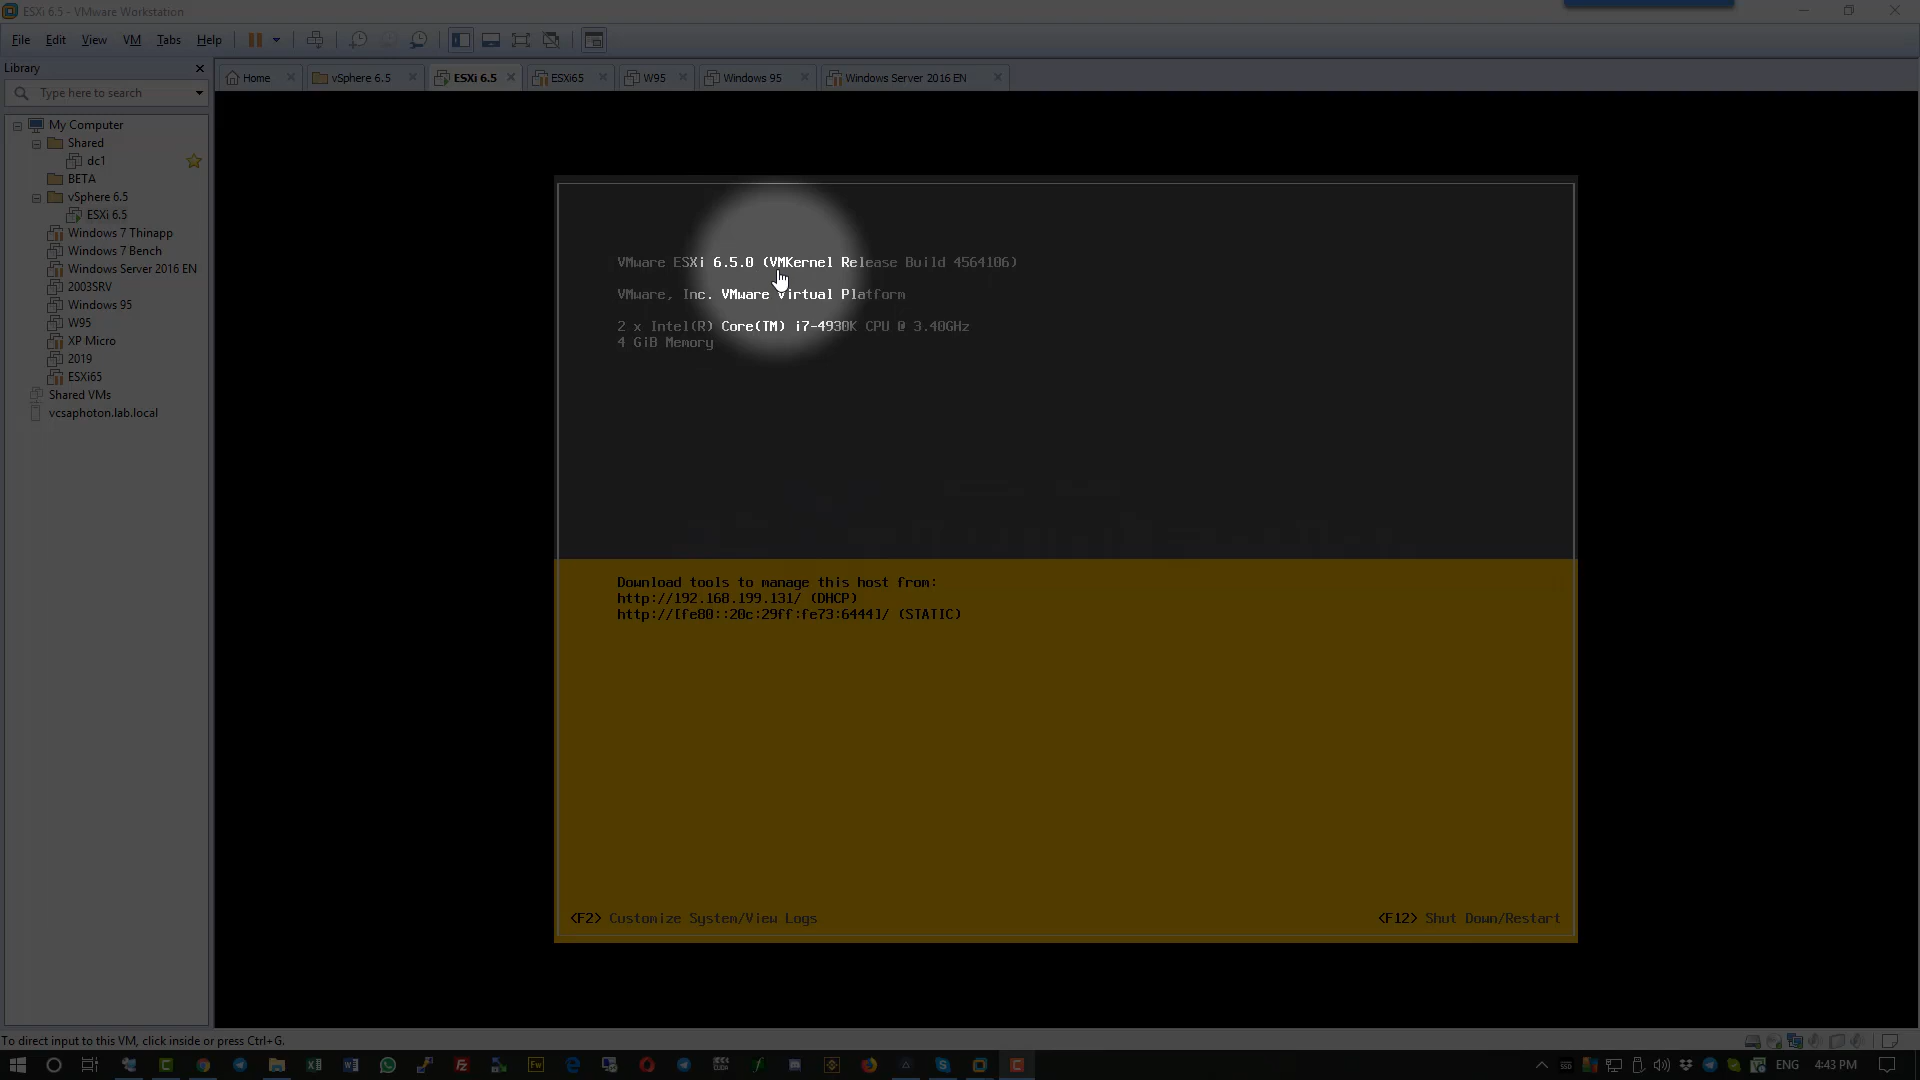 ESXi 6.5 - VMware Workstation
File Edit View VM Tabs Help
Library
Home
vSphere 6.5
ESXi 6.5
ESXi65
W95
Windows 95
Windows Server 2016 EN
Type here to search
My Computer
Shared
dc1
BETA
vSphere 6.5
ESXi 6.5
Windows 7 Thinapp
Windows 7 Bench
Windows Server 2016 EN
2003SRV
Windows 95
W95
XP Micro
2019
ESXi65
Shared VMs
vcsaphoton.lab.local
VMware ESXi 6.5.0 (VMKernel Release Build 4564106)
VMware, Inc. VMware Virtual Platform
2 x Intel(R) Core(TM) i7-4930K CPU @ 3.40GHz
4 GiB Memory
Download tools to manage this host from:
http://192.168.199.131/ (DHCP)
http://[fe80::20c:29ff:fe73:6444]/ (STATIC)
<F2> Customize System/View Logs
<F12> Shut Down/Restart
To direct input to this VM, click inside or press Ctrl+G.
ENG 4:43 PM